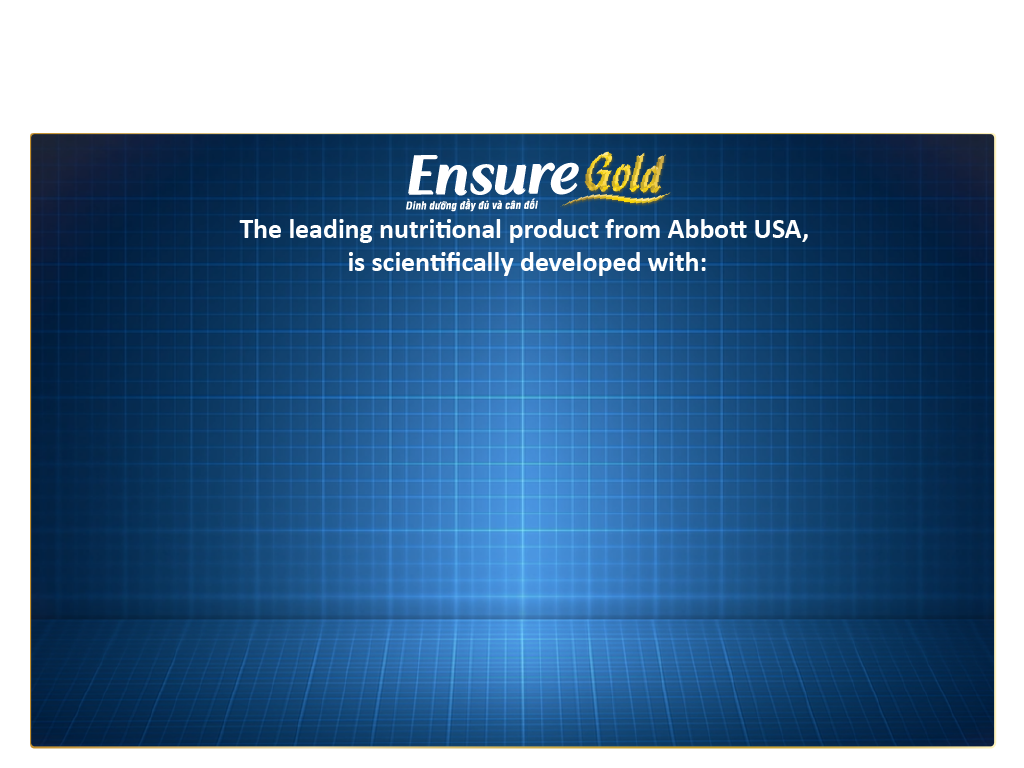 Ensure Gold
Dinh dưỡng đầy đủ và cân đối
The leading nutritional product from Abbott USA,
is scientifically developed with: